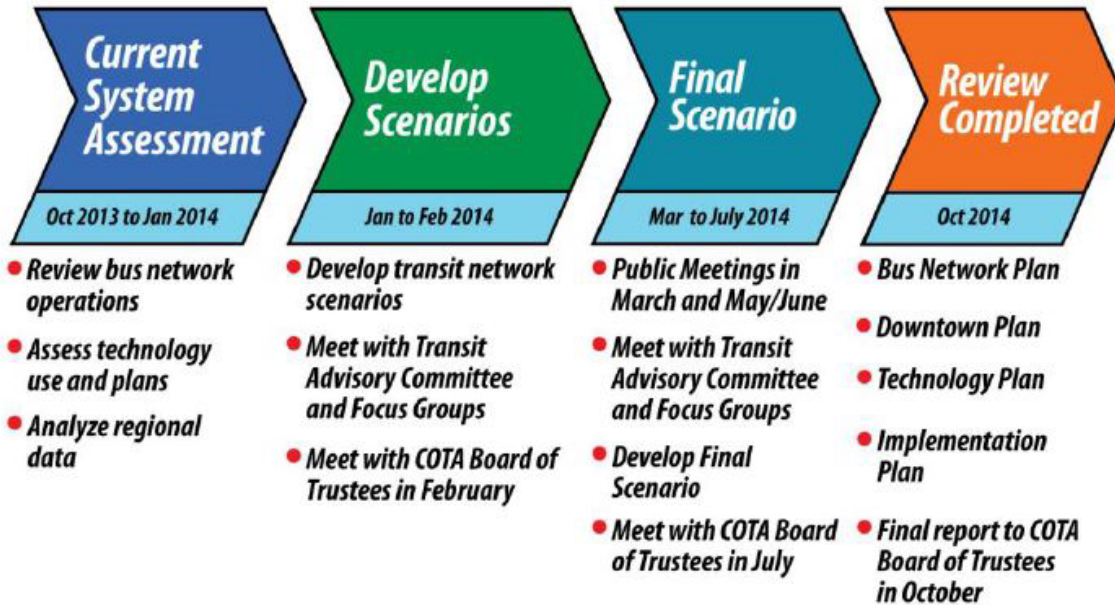 Current
System
Assessment
Oct 2013 to Jan 2014
• Review bus network
operations
• Assess technology
use and plans
• Analyze regional
data
Develop
Scenarios
Jan to Feb 2014
• Develop transit network
scenarios
• Meet with Transit
Advisory Committee
and Focus Groups
• Meet with COTA Board of
Trustees in February
Final
Scenario
Mar to July 2014
• Public Meetings in
March and May/June
• Meet with Transit
Advisory Committee
and Focus Groups
• Develop Final
Scenario
• Meet with COTA Board
of Trustees in July
Review
Completed
Oct 2014
• Bus Network Plan
• Downtown Plan
• Technology Plan
• Implementation
Plan
• Final report to COTA
Board of Trustees
in October